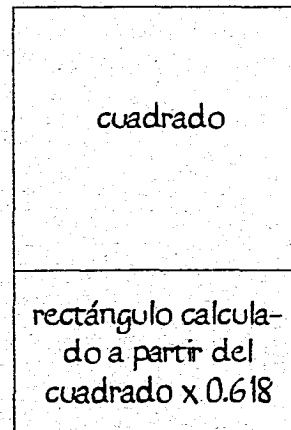 cuadrado
rectángulo calcula-
do a partir del
cuadrado x 0.618